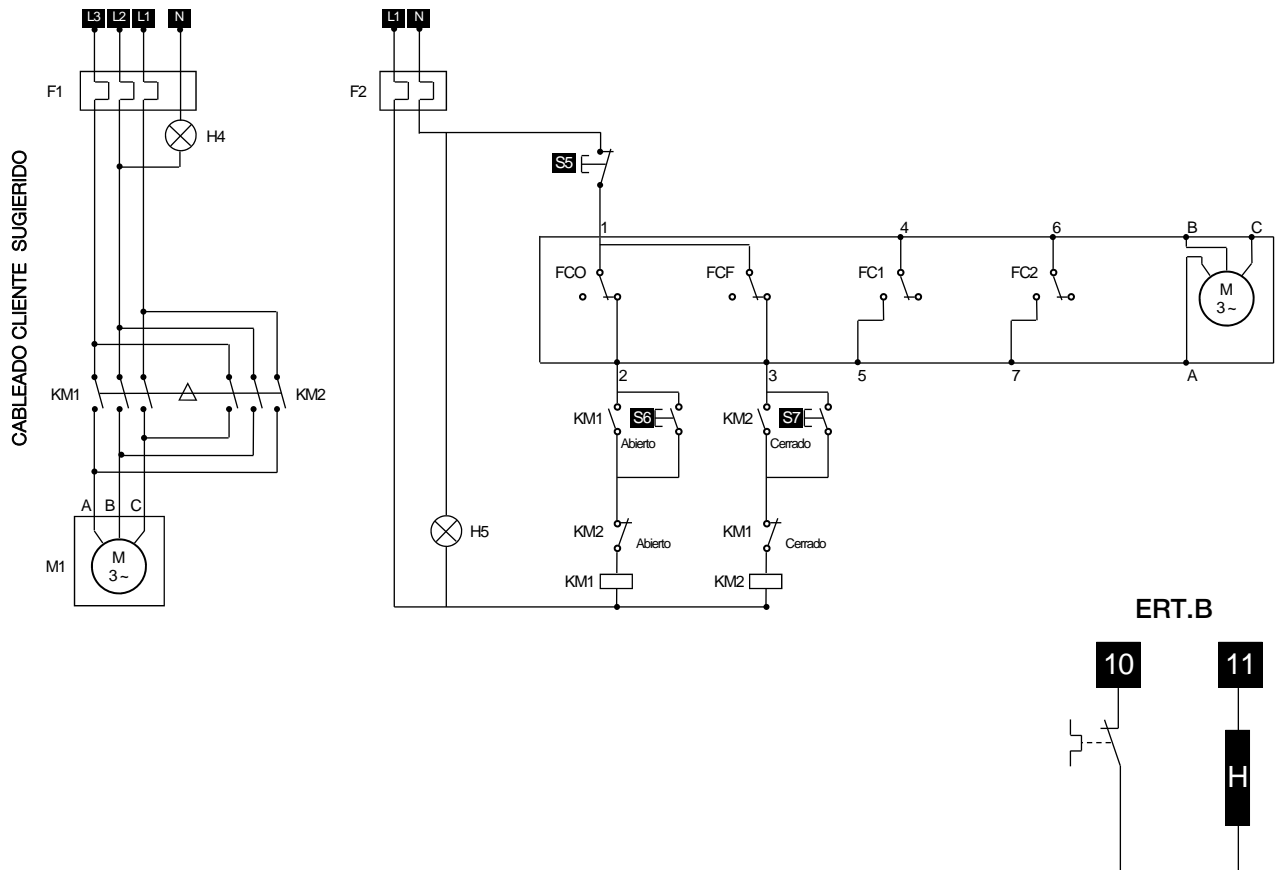 L3 L2 L1 N
L1 N
F1
F2
H4
CABLEADO CLIENTE SUGIERIDO
S5
1 4 6 B C
FCO FCF FC1 FC2
M
3~
2 3 5 7 A
KM1 KM2
KM1 S6 KM2 S7
Abierto Cerrado
A B C
M1
M
3~
H5
KM2 KM1
Abierto Cerrado
KM1 KM2
ERT.B
10 11
H